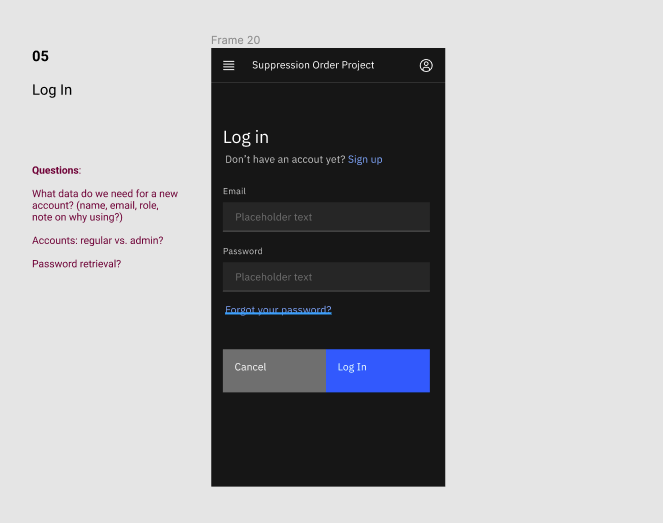 Frame 20
05
Log In
Questions:
What data do we need for a new
account? (name, email, role,
note on why using?)
Accounts: regular vs. admin?
Password retrieval?
Suppression Order Project
Log in
Don't have an accout yet? Sign up
Email
Placeholder text
Password
Placeholder text
Forgot your password?
Cancel
Log In